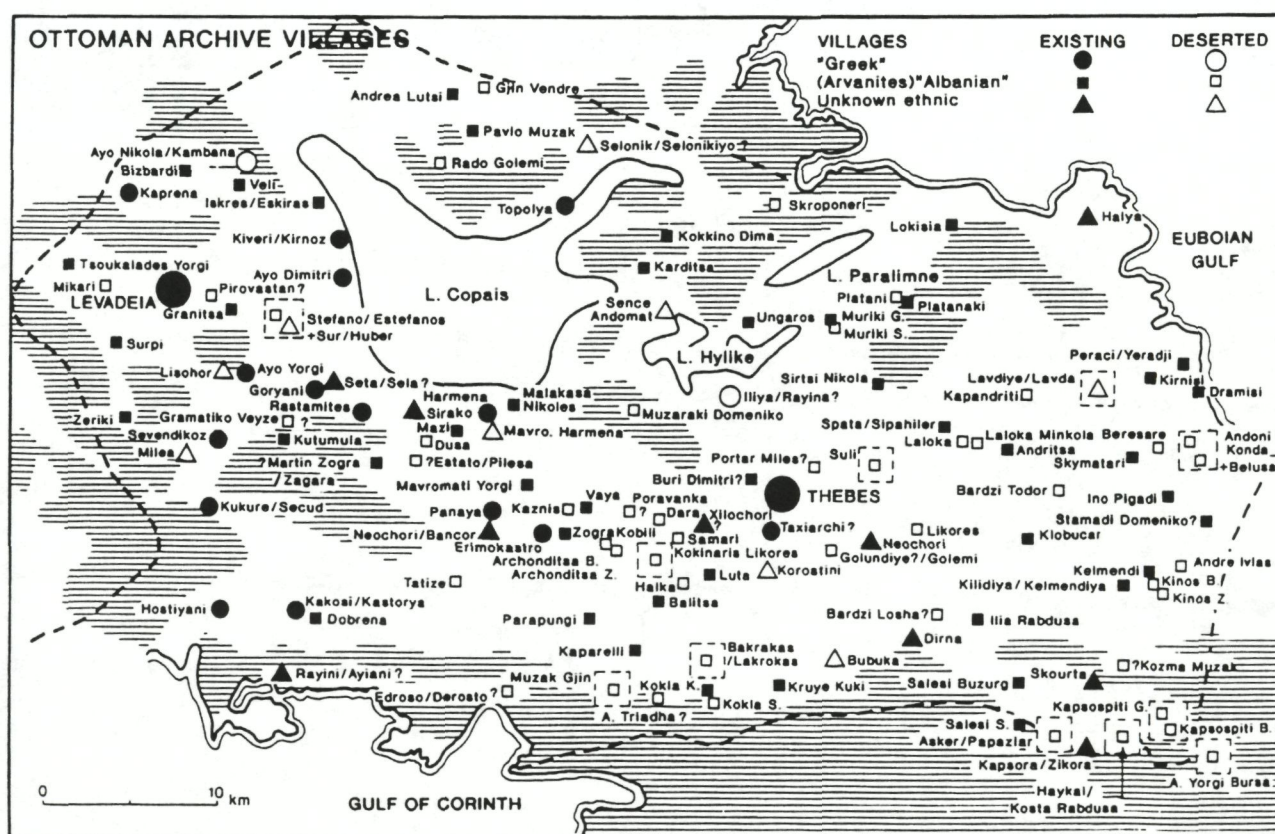 OTTOMAN ARCHIVE VILLAGES
VILLAGES EXISTING DESERTED
"Greek"
(Arvanites)"Albanian"
Unknown ethnic
Andrea Lutsi
Gjin Vendre
Pavlo Muzak
Ayo Nikola/Kambana
Selonik/Selonikiyo ?
Bizbardi
Rado Golemi
Kaprena
Veli
Iskres/Eskiras
Topolya
Skroponeri
Halya
Lokisia
Kiveri/Kirnoz
Kokkino Dima
EUBOIAN
GULF
Tsoukalades Yorgi
Karditsa
Ayo Dimitri
L. Paralimne
Mikari
Pirovastan?
LEVADEIA
L. Copais
Platani
Platanaki
Granitsa
Sence
Andomat
Stefano/Estefanos
+Sur/Huber
Ungaros
Muriki G.
Muriki S.
Surpi
L. Hylike
Peraci/Yeradji
Lisohor
Ayo Yorgi
Goryani
Seta/Sela?
Sirtsi Nikola
Lavdiye/Lavda
Kirnisi
Kapandriti
Dramisi
Rastamites
Harmena
Sirako
Malakasa
Nikoles
Iliya/Rayina?
Muzaraki Domeniko
Zeriki
Gramatiko Veyze ?
Mazi
Mavro. Harmena
Spata/Sipahiler
Sevendikoz
Kutumula
Dusa
Laloka
Laloka Minkola Beresare
Andoni
Konda
+Belusa
Milea
Andritsa
Suli
?Martin Zogra
/Zagara
?Estato/Pilesa
Portar Miles?
Skymatari
Mavromati Yorgi
Buri Dimitri?
THEBES
Bardzi Todor
Ino Pigadi
Kukure/Secud
Panaya
Kaznis
Vaya
Poravanka
?
Dara
Xilochori
?
Taxiarchi?
Stamadi Domeniko?
Neochori/Bancor
Erimokastro
Zogra Kobili
Samari
Likores
Neochori
Klobucar
Archonditsa B.
Archonditsa Z.
Kokinaris Likores
Golundiye?/Golemi
Tatize
Halka
Luta
Korostini
Kelmendi
Andre Ivlas
Kilidiya/Kelmendiya
Kinos B.
Kinos Z.
Balitsa
Hostiyani
Kakosi/Kastorya
Dobrena
Parapungi
Bardzi Losha?
Ilia Rabdusa
Dirna
Kaparelli
Bakrakas
/Lakrokas
Bubuka
?Kozma Muzak
Skourta
Rayini/Ayiani ?
Muzak Gjin
Kokla K.
Kruye Kuki
Salesi Buzurg
Edroso/Derosto?
Kokla S.
Kapsospiti G.
A. Triadha?
Salesi S.
Kapsospiti B.
Asker/Papazlar
Kapsora/Zikora
A. Yorgi Bursa
Haykal/
Kosta Rabdusa
0 10
km
GULF OF CORINTH